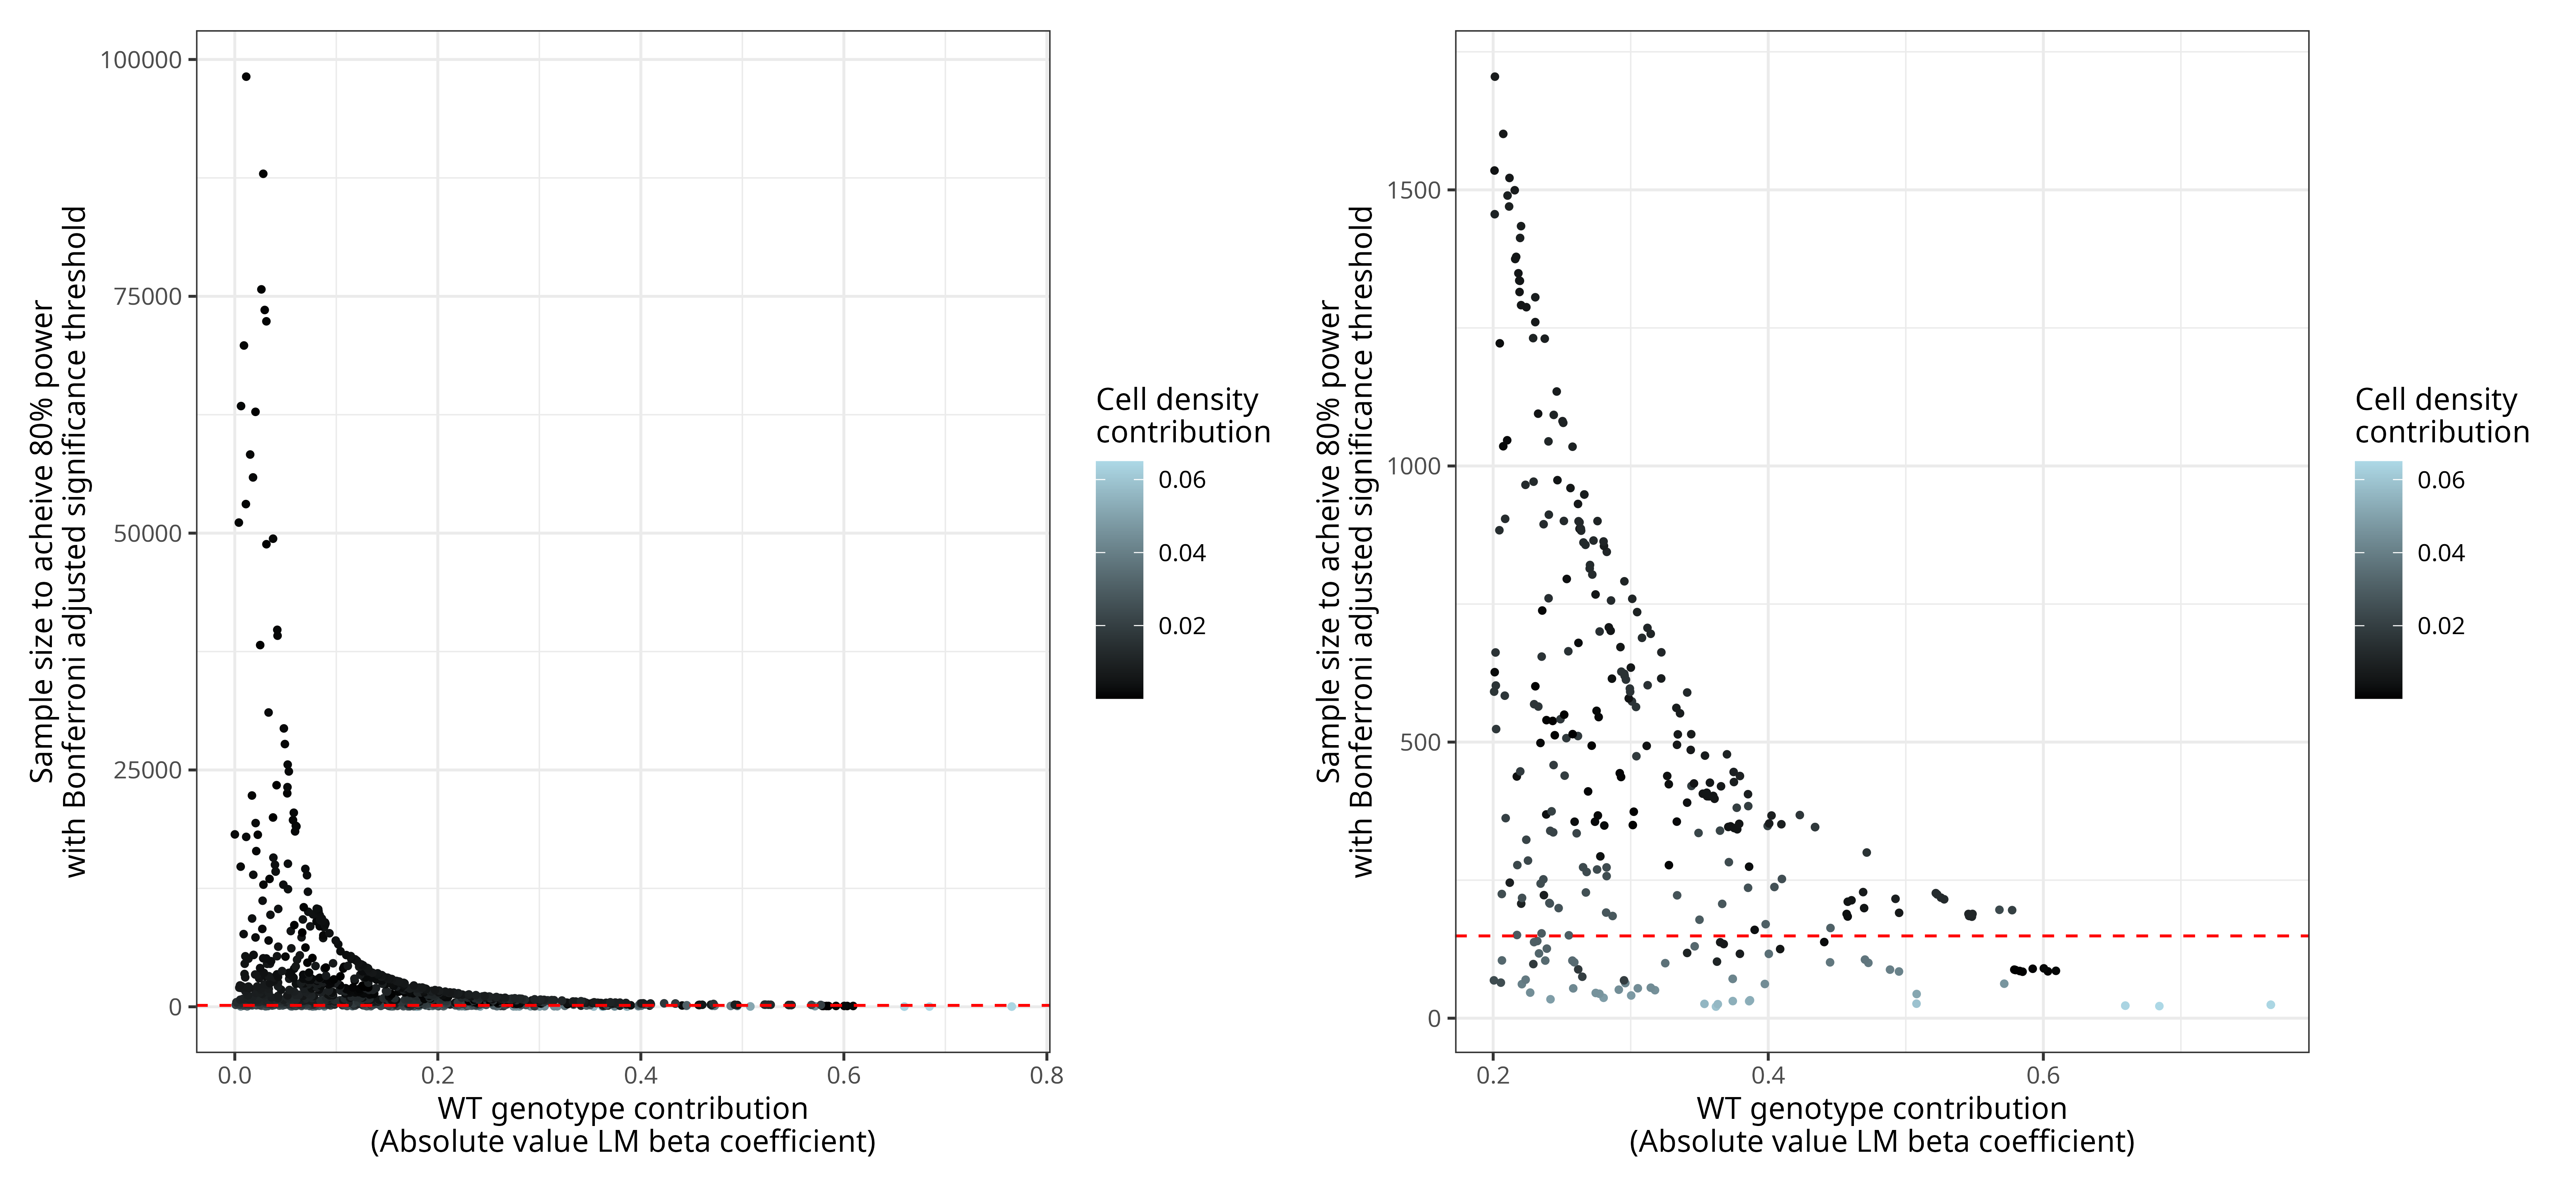 Sample size to acheive 80% power
with Bonferroni adjusted significance threshold
100000
75000
50000
25000
0
0.0
0.2
0.4
0.6
0.8
WT genotype contribution
(Absolute value LM beta coefficient)
Cell density
contribution
0.06
0.04
0.02
Sample size to acheive 80% power
with Bonferroni adjusted significance threshold
1500
1000
500
0
0.2
0.4
0.6
WT genotype contribution
(Absolute value LM beta coefficient)
Cell density
contribution
0.06
0.04
0.02